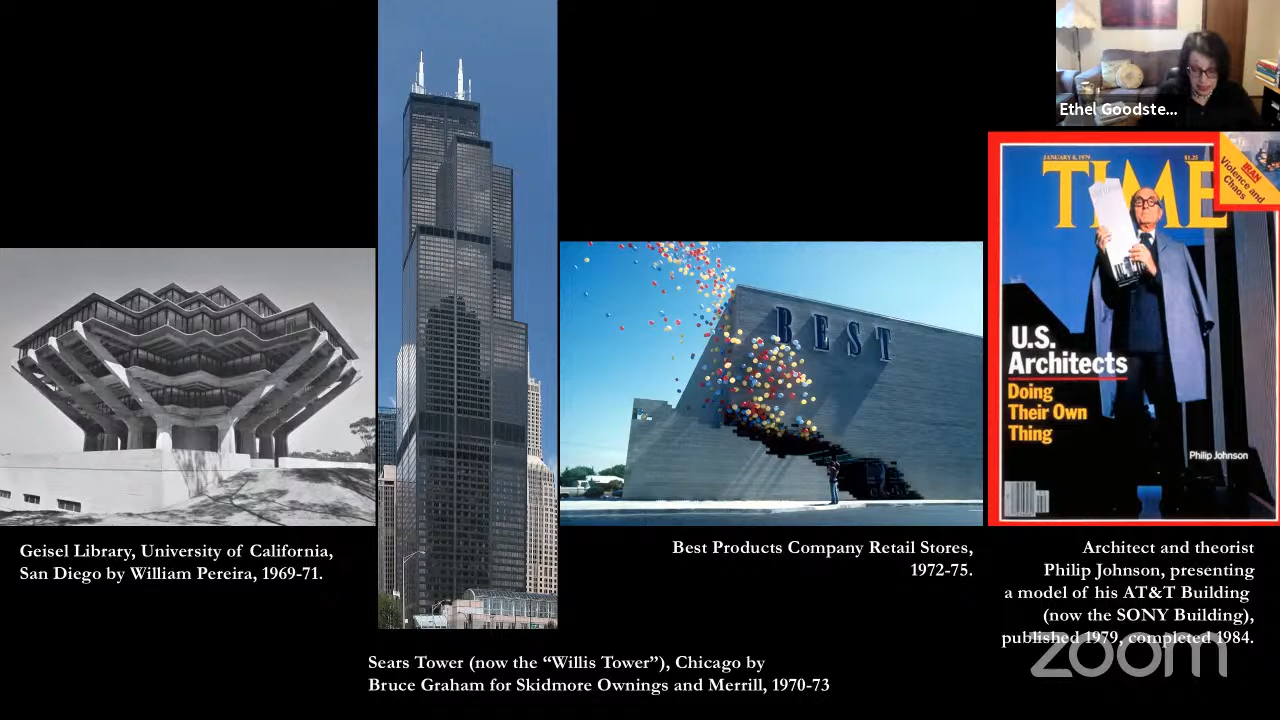 Ethel Goodste...
JANUARY 8, 1979
$1.25
TIME
IRAN
Violence and
Chaos
BEST
U.S.
Architects
Doing
Their Own
Thing
Philip Johnson
Geisel Library, University of California,
San Diego by William Pereira, 1969-71.
Best Products Company Retail Stores,
1972-75.
Architect and theorist
Philip Johnson, presenting
a model of his AT&T Building
(now the SONY Building),
published 1979, completed 1984.
zoom
Sears Tower (now the “Willis Tower”), Chicago by
Bruce Graham for Skidmore Ownings and Merrill, 1970-73